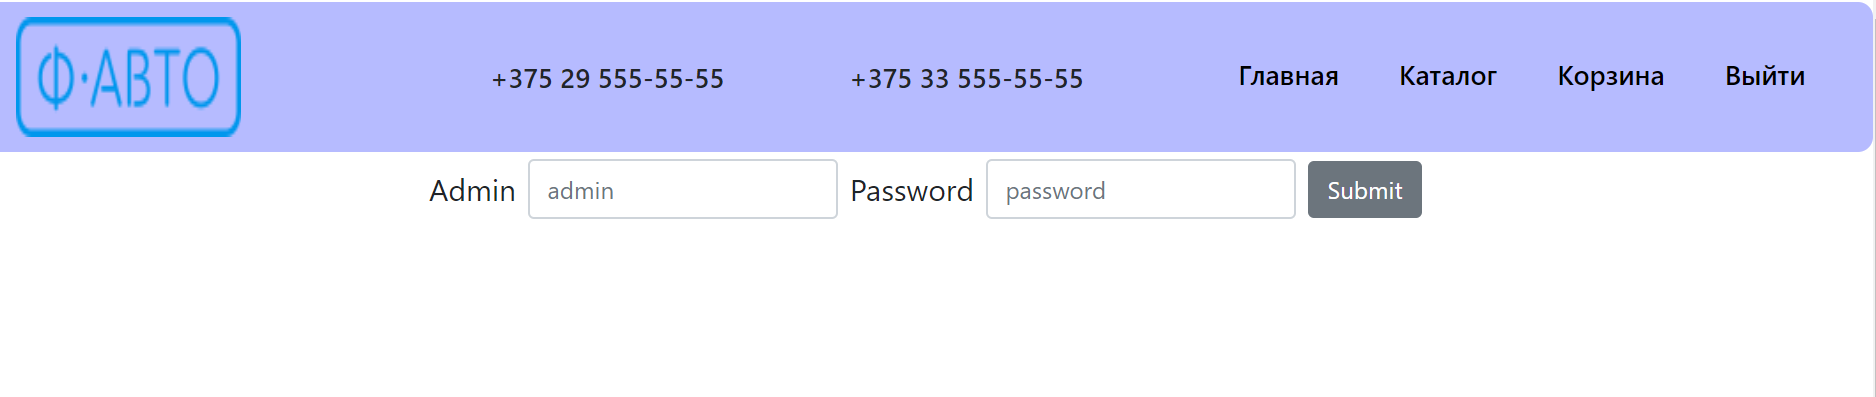 Ф·АВТО +375 29 555-55-55 +375 33 555-55-55 Главная Каталог Корзина Выйти
Admin admin Password password Submit